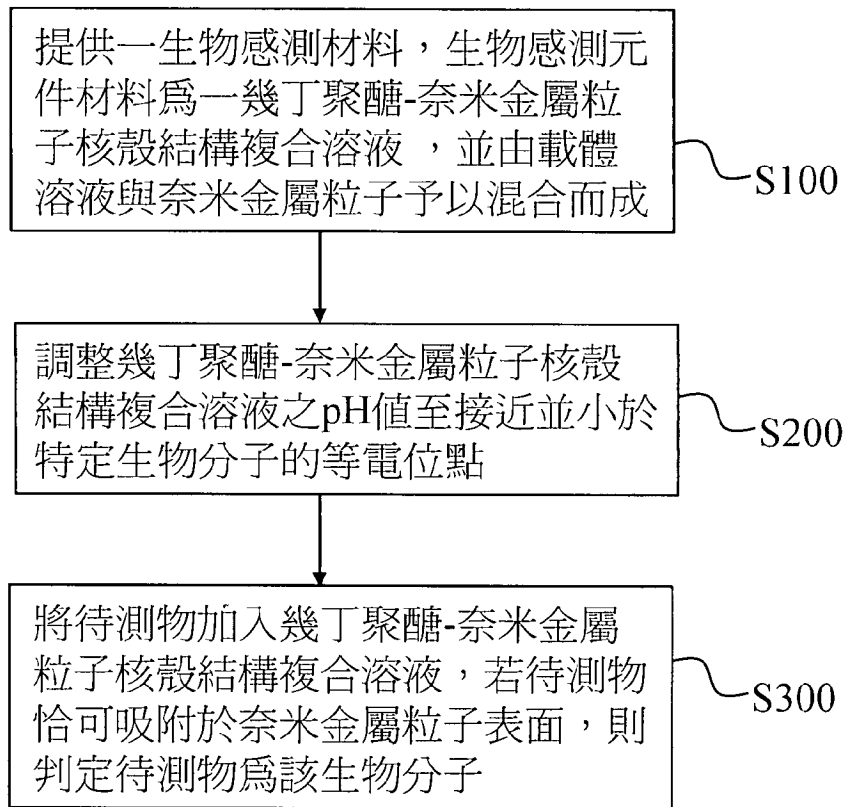 提供一生物感測材料，生物感測元
件材料爲一幾丁聚醣-奈米金屬粒
子核殼結構複合溶液，並由載體
溶液與奈米金屬粒子予以混合而成
S100
調整幾丁聚醣-奈米金屬粒子核殼
結構複合溶液之pH值至接近並小於
特定生物分子的等電位點
S200
將待測物加入幾丁聚醣-奈米金屬
粒子核殼結構複合溶液，若待測物
恰可吸附於奈米金屬粒子表面，則
判定待測物爲該生物分子
S300